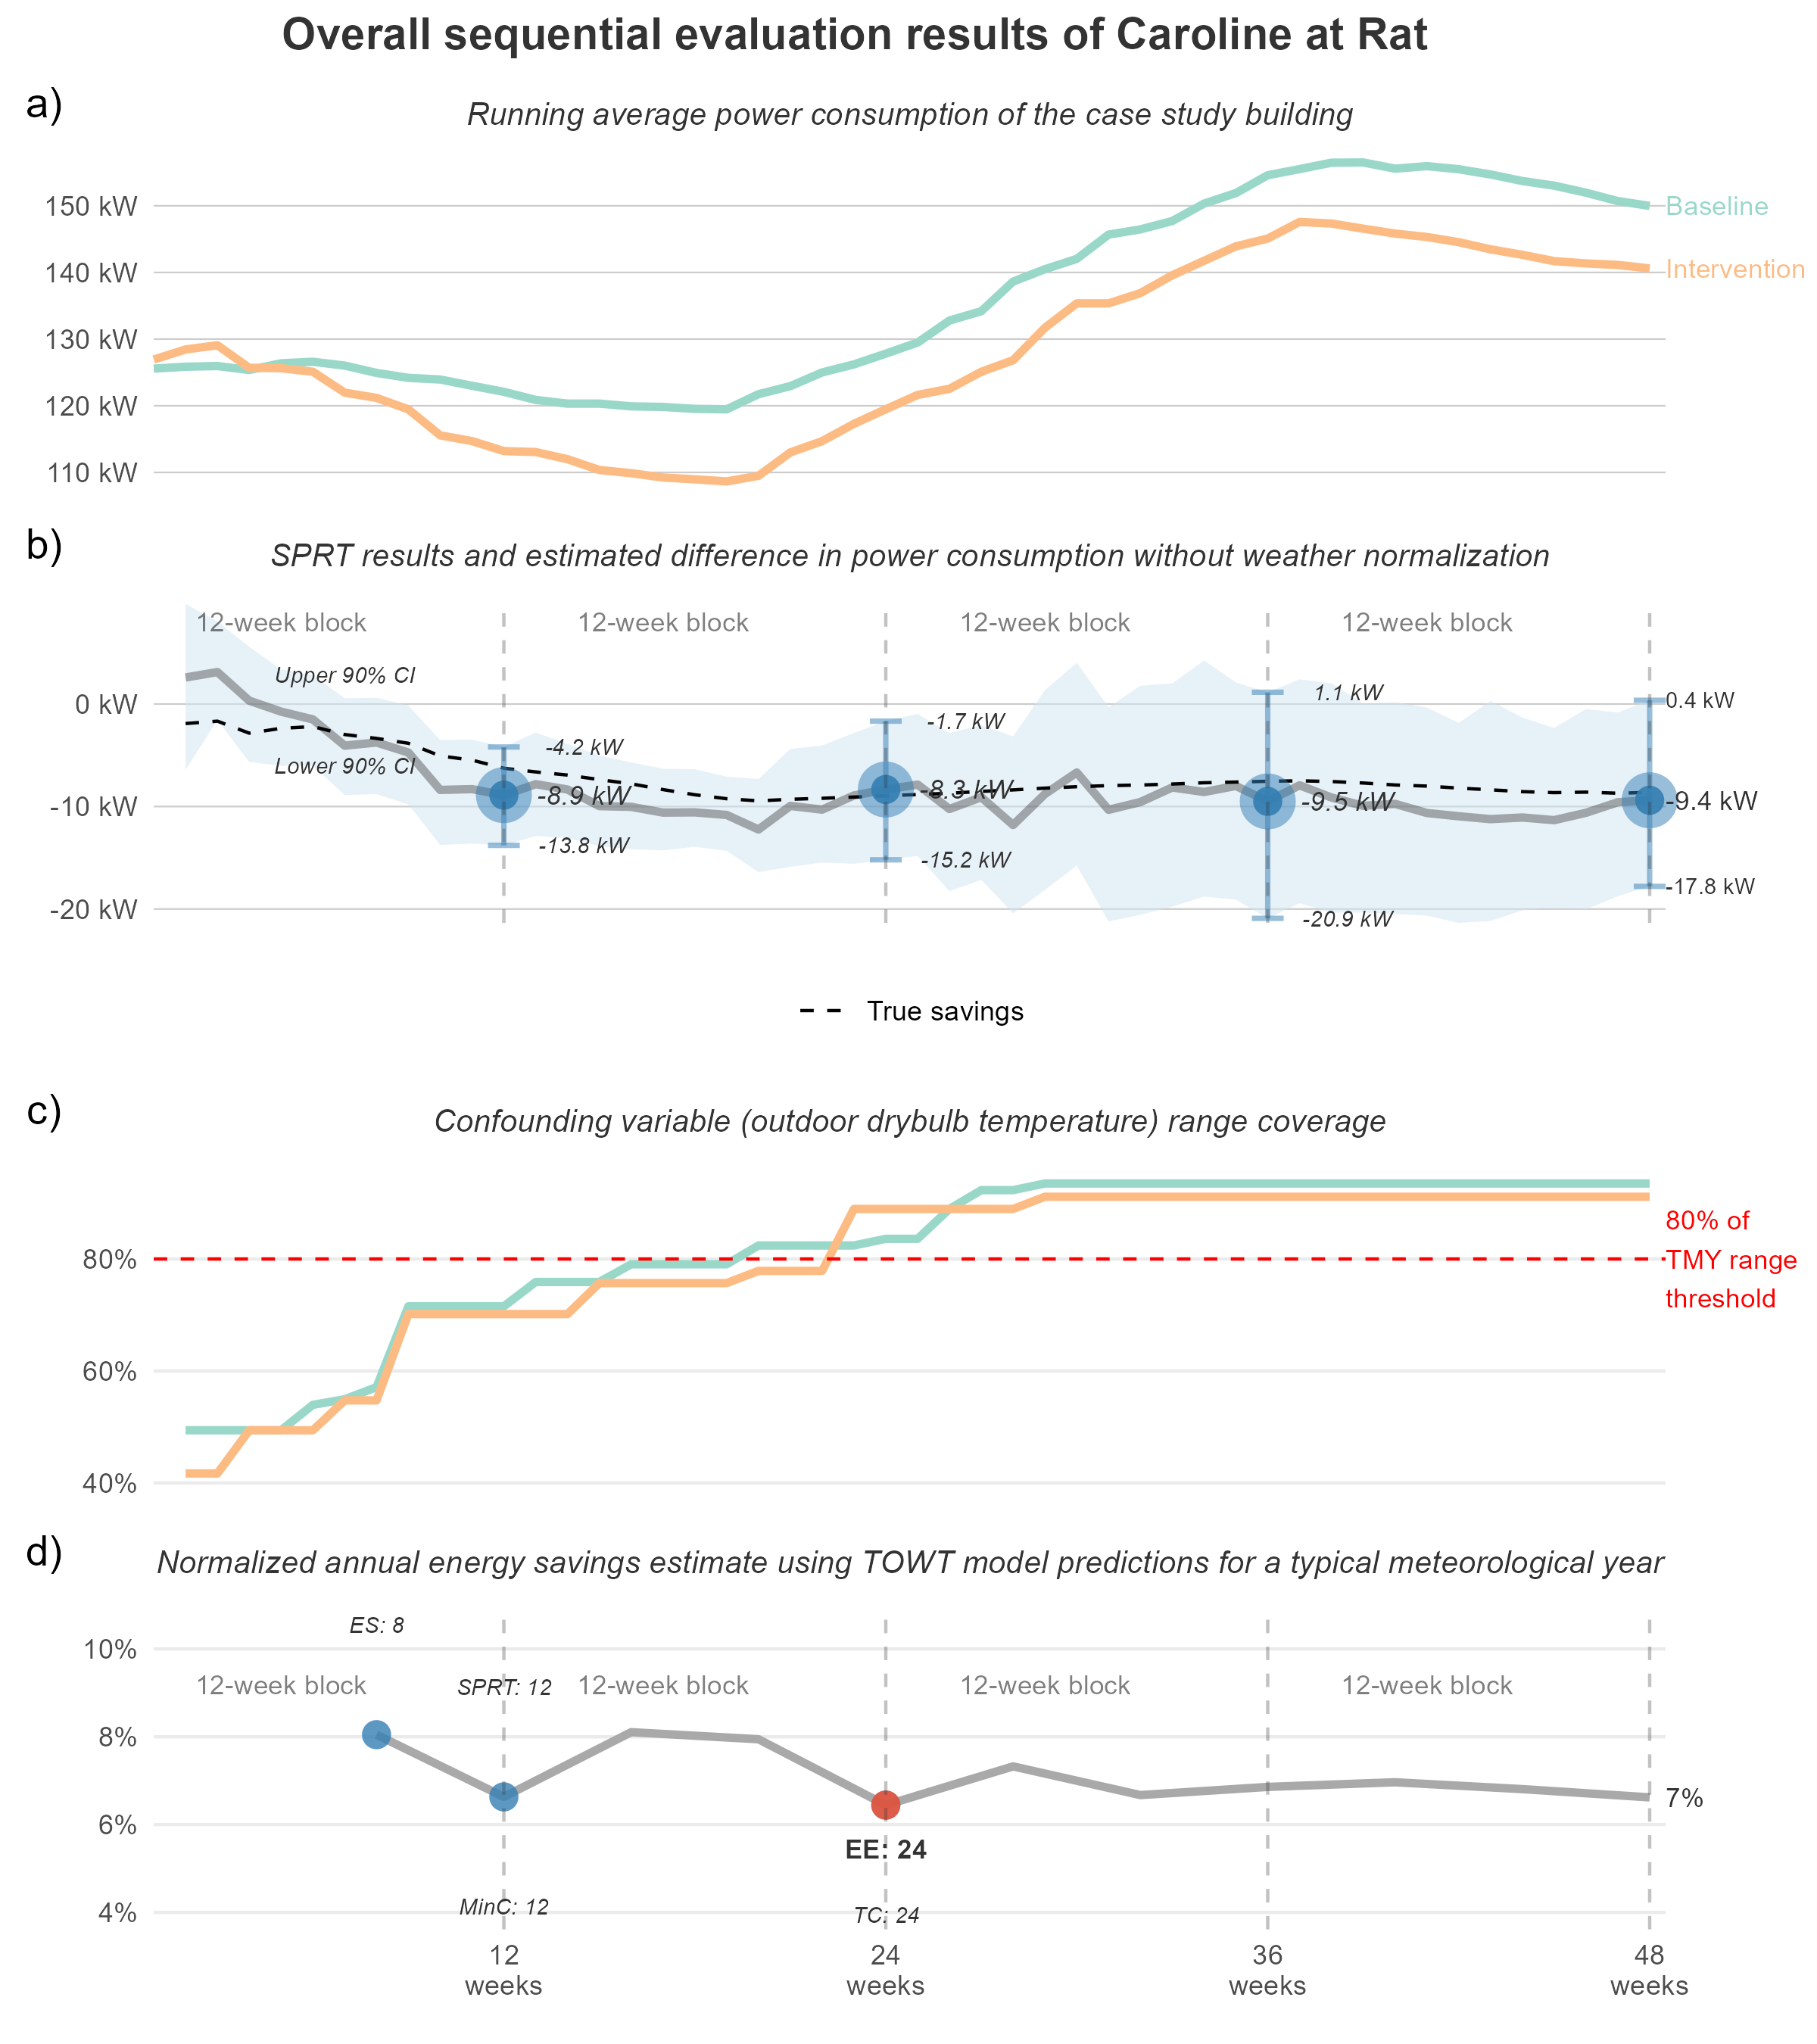 Overall sequential evaluation results of Caroline at Rat
a)
Running average power consumption of the case study building
150 kW
140 kW
130 kW
120 kW
110 kW
Baseline
Intervention
b)
SPRT results and estimated difference in power consumption without weather normalization
12-week block
12-week block
12-week block
12-week block
Upper 90% CI
Lower 90% CI
0 kW
-10 kW
-20 kW
-4.2 kW
-8.9 kW
-13.8 kW
-1.7 kW
-8.3 kW
-15.2 kW
1.1 kW
-9.5 kW
-20.9 kW
0.4 kW
-9.4 kW
-17.8 kW
True savings
c)
Confounding variable (outdoor drybulb temperature) range coverage
80%
60%
40%
80% of
TMY range
threshold
d)
Normalized annual energy savings estimate using TOWT model predictions for a typical meteorological year
10%
8%
6%
4%
ES: 8
12-week block
SPRT: 12
12-week block
12-week block
12-week block
7%
EE: 24
MinC: 12
TC: 24
12
weeks
24
weeks
36
weeks
48
weeks